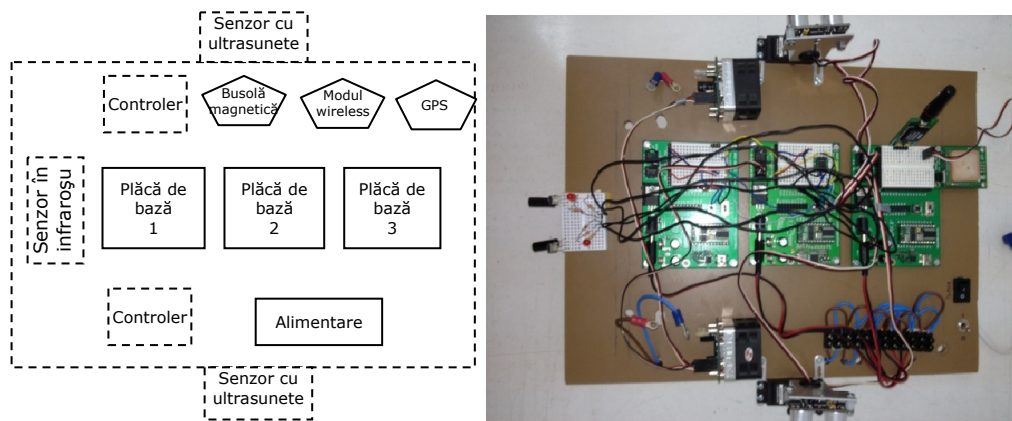 Senzor cu
ultrasunete
Controler
Busolă
magnetică
Modul
wireless
GPS
Senzor în
infraroşu
Plăcă de
bază
1
Plăcă de
bază
2
Plăcă de
bază
3
Controler
Alimentare
Senzor cu
ultrasunete